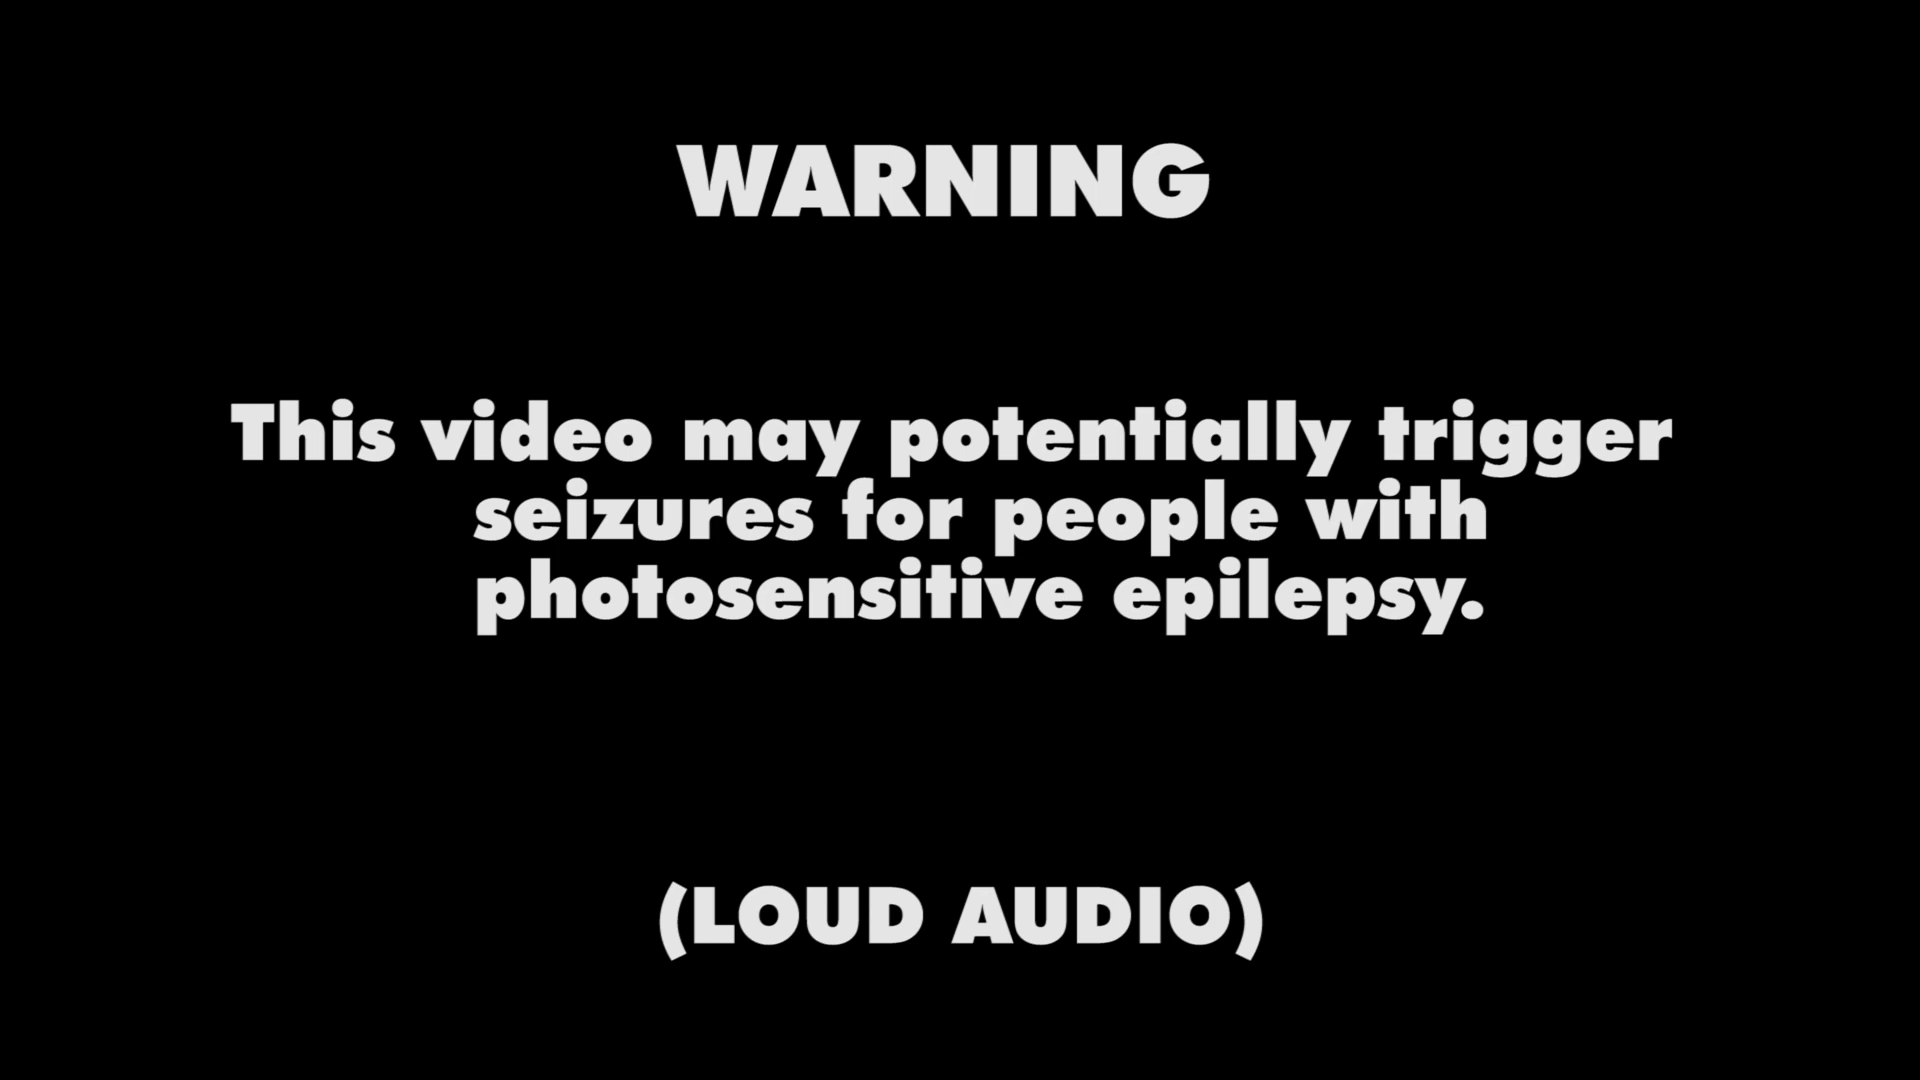 WARNING
This video may potentially trigger
seizures for people with
photosensitive epilepsy.
(LOUD AUDIO)